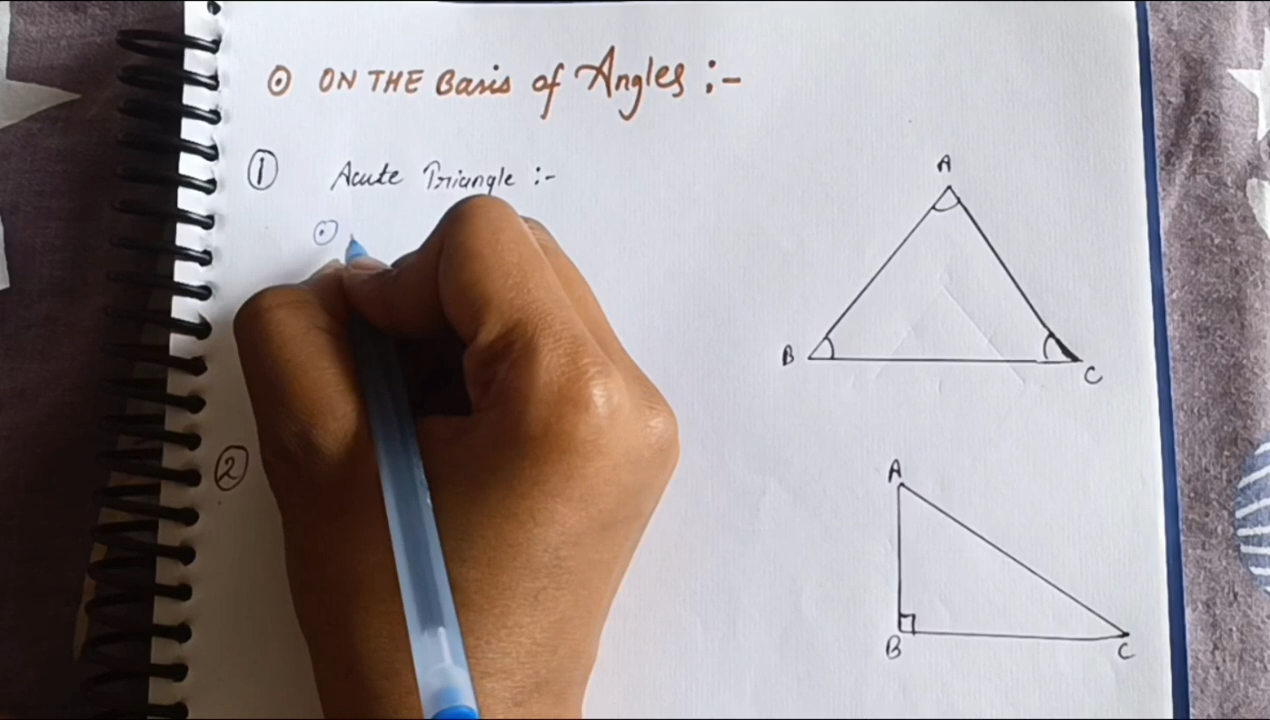 ⊙ ON THE Basis of Angles :-
① Acute Triangle :-
⊙
A
B
C
②
A
B
C